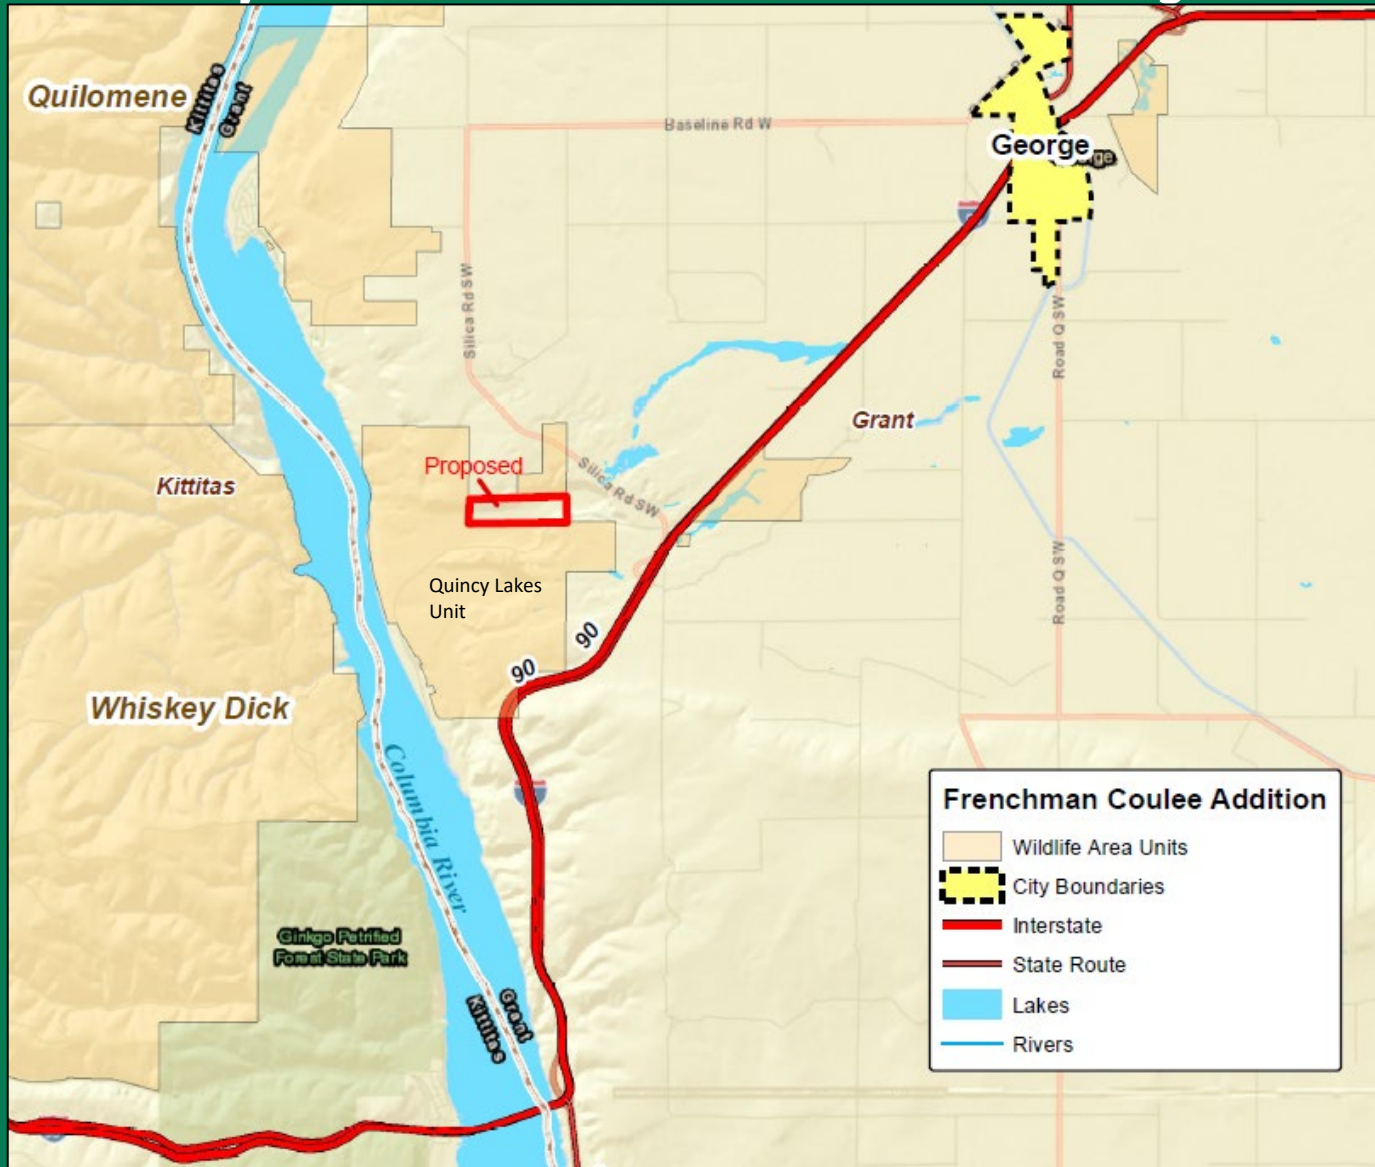 Quilomene
Kittitas
Grant
Baseline Rd W
George
Silica Rd SW
Road Q SW
Grant
Proposed
Silica Rd SW
Kittitas
Quincy Lakes
Unit
Road Q SW
90
90
Whiskey Dick
Columbia River
Ginkgo Petrified
Forest State Park
Grant
Kittitas
Frenchman Coulee Addition
Wildlife Area Units
City Boundaries
Interstate
State Route
Lakes
Rivers